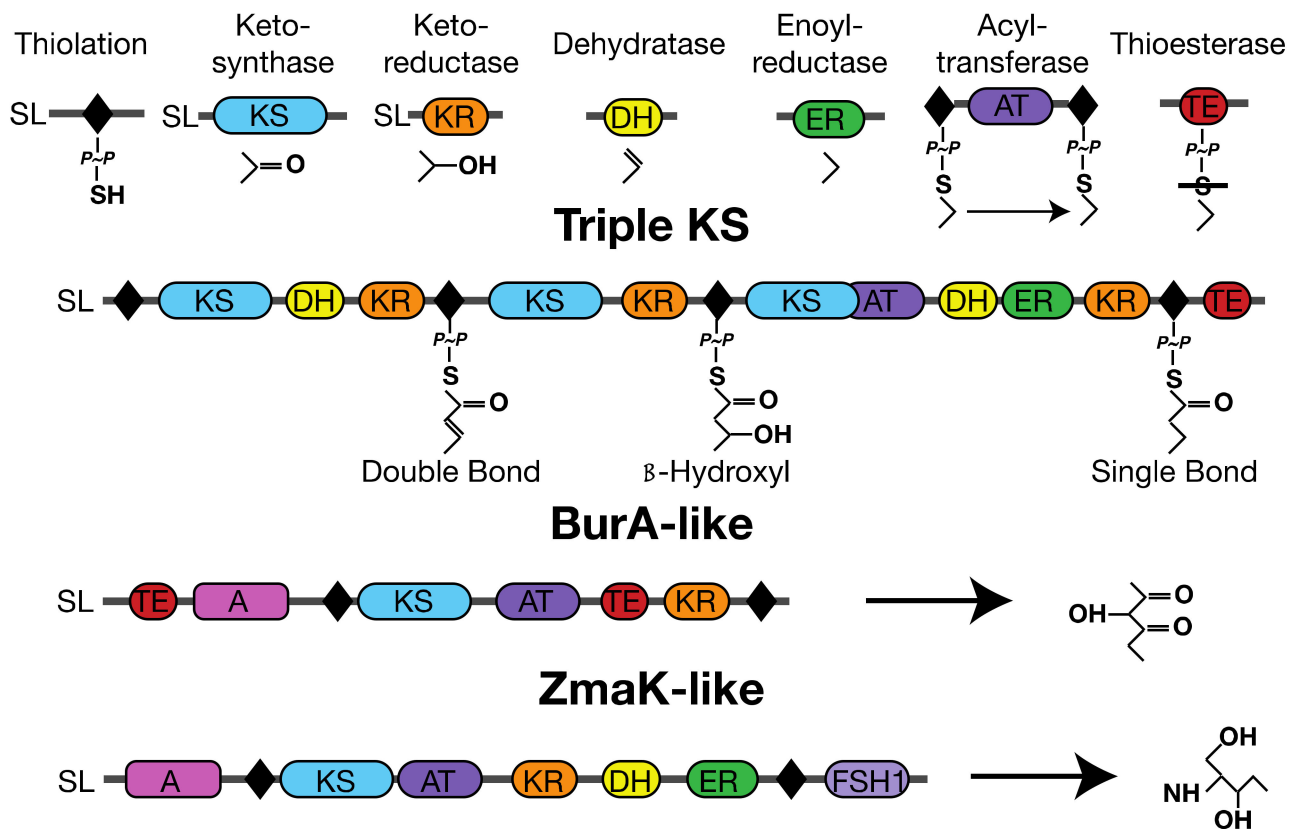 Thiolation
Keto-
synthase
Keto-
reductase
Dehydratase
Enoyl-
reductase
Acyl-
transferase
Thioesterase
SL
SL KS
SL KR
DH
ER
AT
TE
P~P
P~P
P~P
P~P
SH
O
OH
S
S
S
Triple KS
SL KS DH KR KS KR KS AT DH ER KR TE
P~P
P~P
P~P
S
S
S
O
O
O
OH
Double Bond
ꞵ-Hydroxyl
Single Bond
BurA-like
SL TE A KS AT TE KR
O
OH
O
ZmaK-like
SL A KS AT KR DH ER FSH1
OH
NH
OH